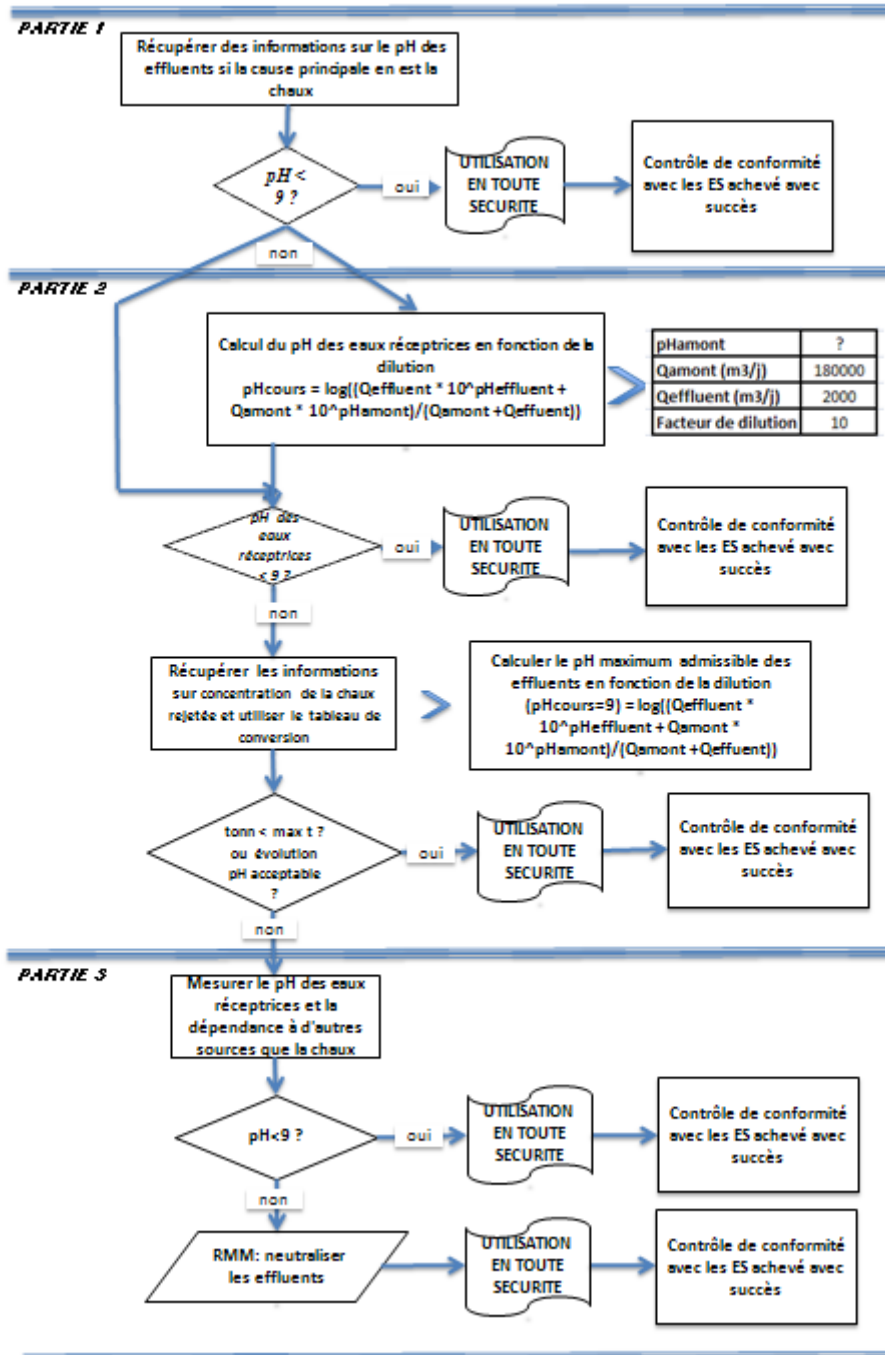 PARTIE 1
Récupérer des informations sur le pH des
effluents si la cause principale en est la
chaux
pH <
9 ?
oui
UTILISATION
EN TOUTE
SECURITE
Contrôle de conformité
avec les ES achevé avec
succès
non
PARTIE 2
Calcul du pH des eaux réceptrices en fonction de la
dilution
pHcours = log((Qeffluent * 10^pHeffluent +
Qamont * 10^pHamont)/(Qamont +Qeffuent))
pHamont ?
Qamont (m3/j) 180000
Qeffluent (m3/j) 2000
Facteur de dilution 10
pH des
eaux
réceptrices
< 9 ?
oui
UTILISATION
EN TOUTE
SECURITE
Contrôle de conformité
avec les ES achevé avec
succès
non
Récupérer les informations
sur concentration de la chaux
rejetée et utiliser le tableau de
conversion
Calculer le pH maximum admissible des
effluents en fonction de la dilution
(pHcours=9) = log((Qeffluent *
10^pHeffluent + Qamont *
10^pHamont)/(Qamont +Qeffuent))
tonn < max t ?
ou évolution
pH acceptable
?
oui
UTILISATION
EN TOUTE
SECURITE
Contrôle de conformité
avec les ES achevé avec
succès
non
PARTIE 3
Mesurer le pH des eaux
réceptrices et la
dépendance à d'autres
sources que la chaux
pH<9 ?
oui
UTILISATION
EN TOUTE
SECURITE
Contrôle de conformité
avec les ES achevé avec
succès
non
RMM: neutraliser
les effluents
UTILISATION
EN TOUTE
SECURITE
Contrôle de conformité
avec les ES achevé avec
succès